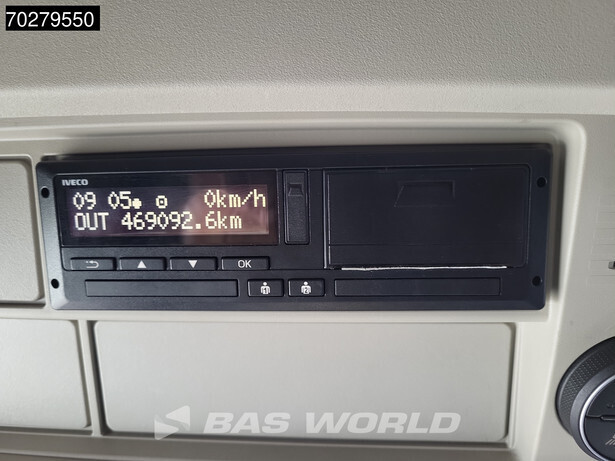 70279550
IVECO
09 05 0km/h
OUT 469092.6km
OK
BAS WORLD